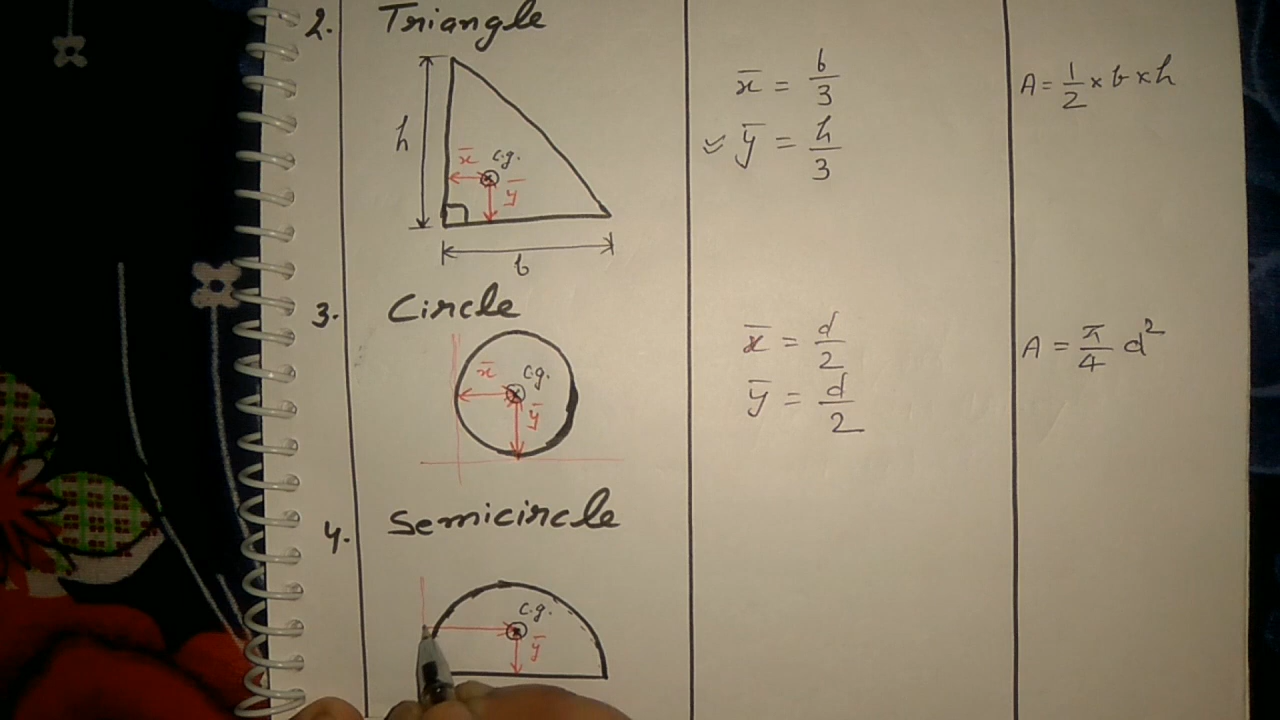 2. Triangle
h
x̄
c.g.
ȳ
b
x̄ = b/3
ȳ = h/3
A = 1/2 × b × h
3. Circle
x̄
c.g.
ȳ
x̄ = d/2
ȳ = d/2
A = π/4 d²
4. Semicircle
c.g.
ȳ